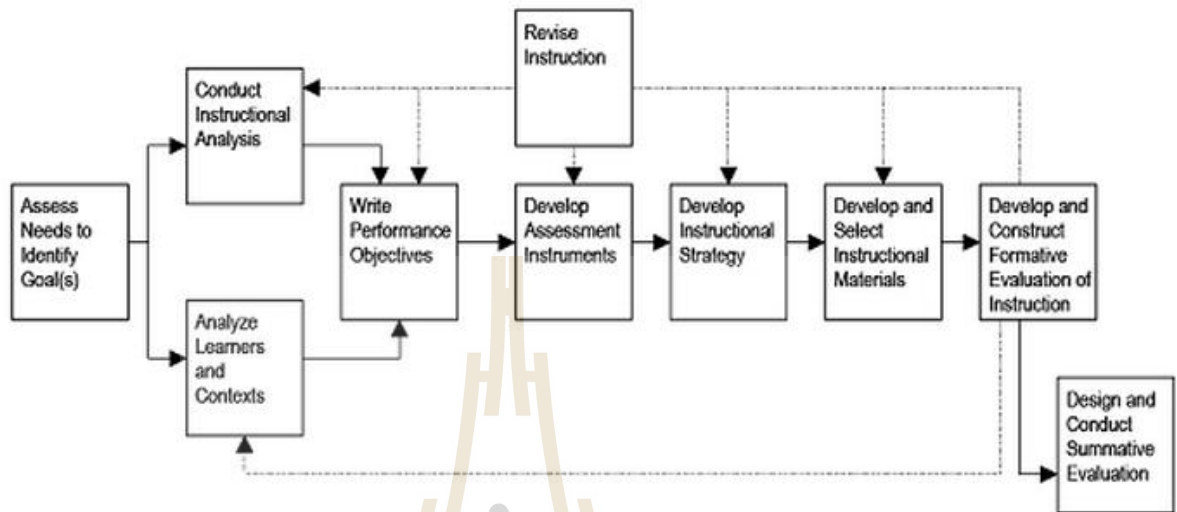 Revise
Instruction
Conduct
Instructional
Analysis
Assess
Needs to
Identify
Goal(s)
Write
Performance
Objectives
Develop
Assessment
Instruments
Develop
Instructional
Strategy
Develop and
Select
Instructional
Materials
Develop and
Construct
Formative
Evaluation of
Instruction
Analyze
Learners
and
Contexts
Design and
Conduct
Summative
Evaluation